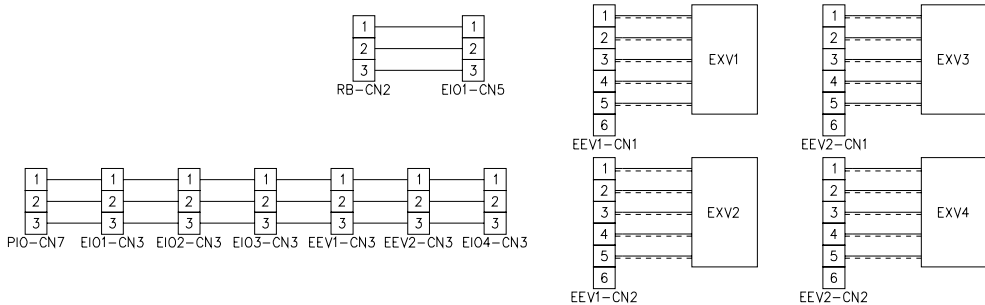 1 1
2 2
3 3
RB-CN2 EIO1-CN5
1 1 1 1 1 1 1
2 2 2 2 2 2 2
3 3 3 3 3 3 3
PIO-CN7 EIO1-CN3 EIO2-CN3 EIO3-CN3 EEV1-CN3 EEV2-CN3 EIO4-CN3
1
2
3 EXV1
4
5
6
EEV1-CN1
1
2
3 EXV2
4
5
6
EEV1-CN2
1
2
3 EXV3
4
5
6
EEV2-CN1
1
2
3 EXV4
4
5
6
EEV2-CN2